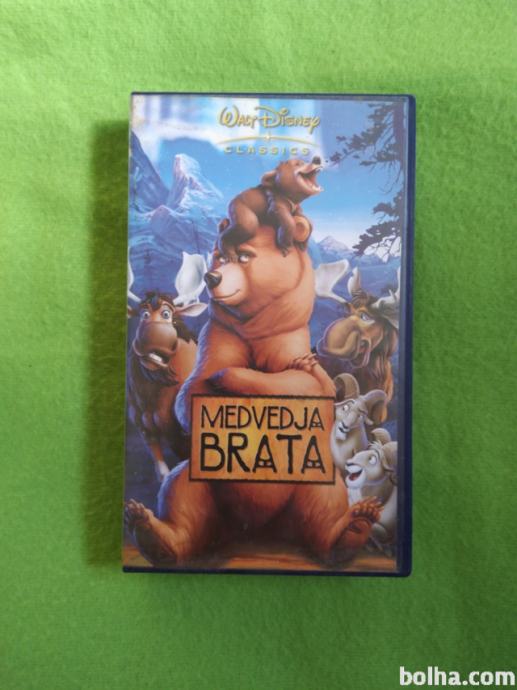 WALT DISNEY
CLASSICS
MEDVEDJA
BRATA
bolha.com